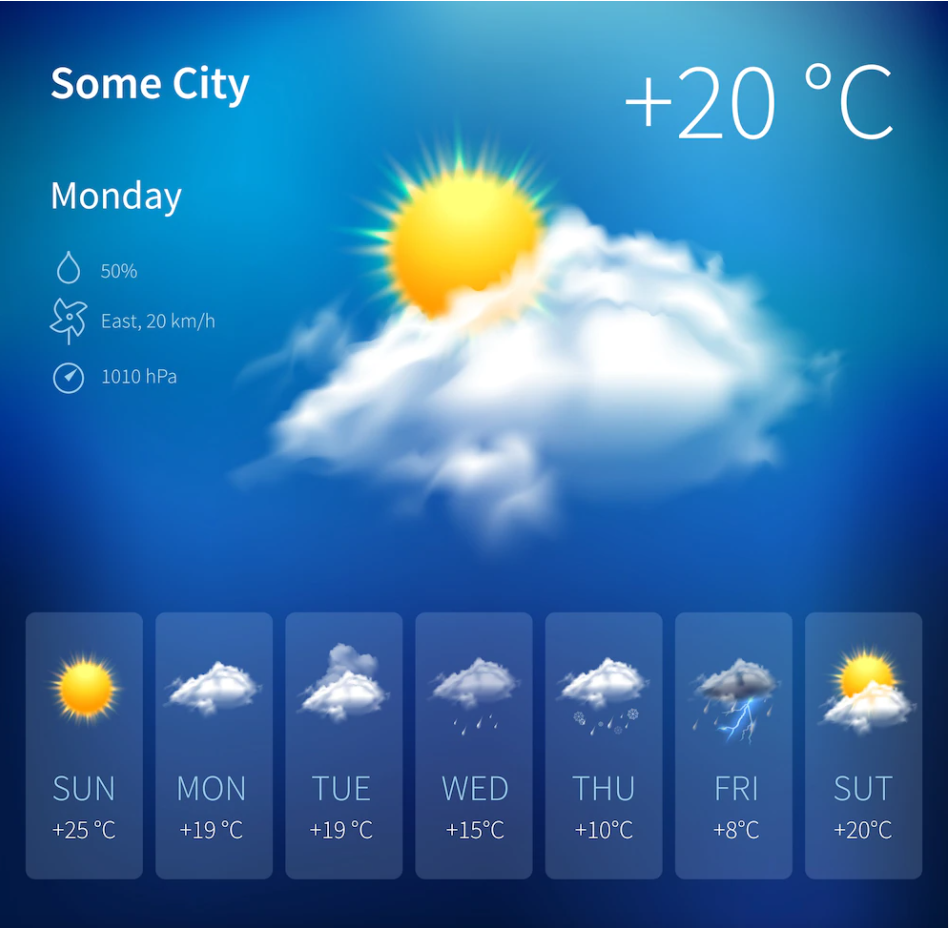 Some City
+20 °C
Monday
50%
East, 20 km/h
1010 hPa
SUN MON TUE WED THU FRI SUT
+25 °C +19 °C +19 °C +15°C +10°C +8°C +20°C